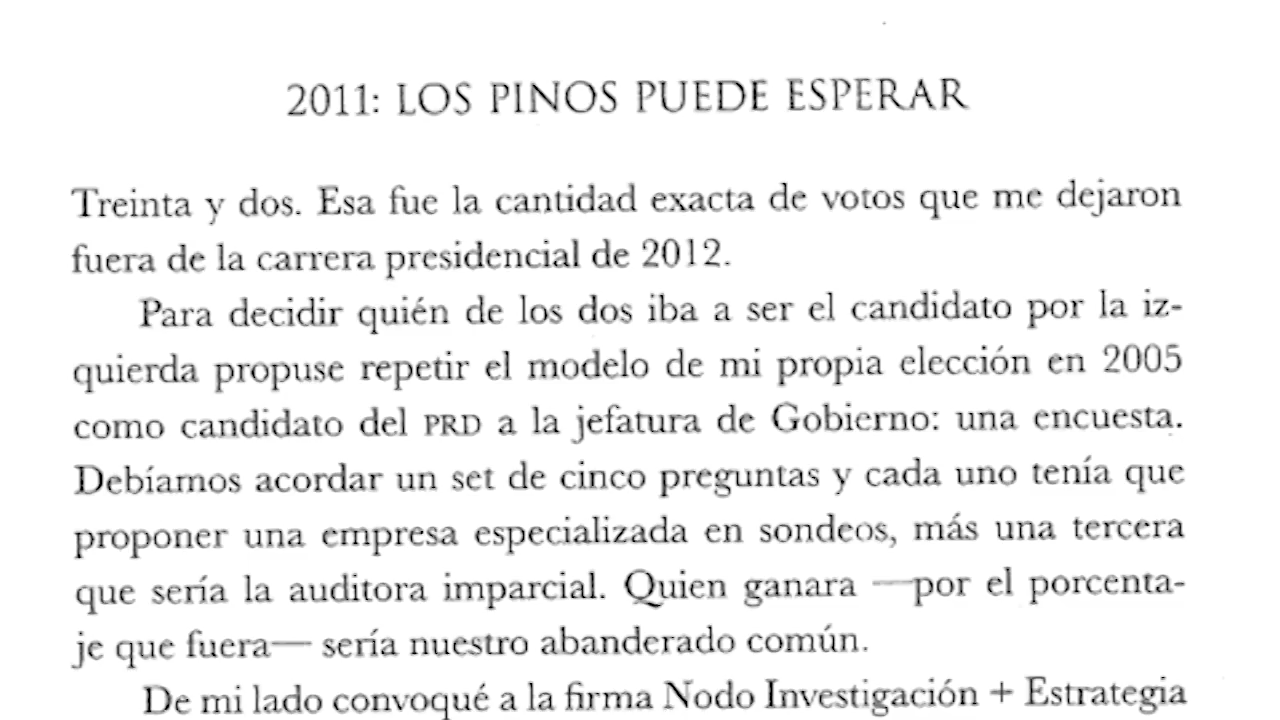 2011: LOS PINOS PUEDE ESPERAR
Treinta y dos. Esa fue la cantidad exacta de votos que me dejaron
fuera de la carrera presidencial de 2012.
Para decidir quién de los dos iba a ser el candidato por la iz-
quierda propuse repetir el modelo de mi propia elección en 2005
como candidato del PRD a la jefatura de Gobierno: una encuesta.
Debíamos acordar un set de cinco preguntas y cada uno tenía que
proponer una empresa especializada en sondeos, más una tercera
que sería la auditora imparcial. Quien ganara —por el porcenta-
je que fuera— sería nuestro abanderado común.
De mi lado convoqué a la firma Nodo Investigación + Estrategia